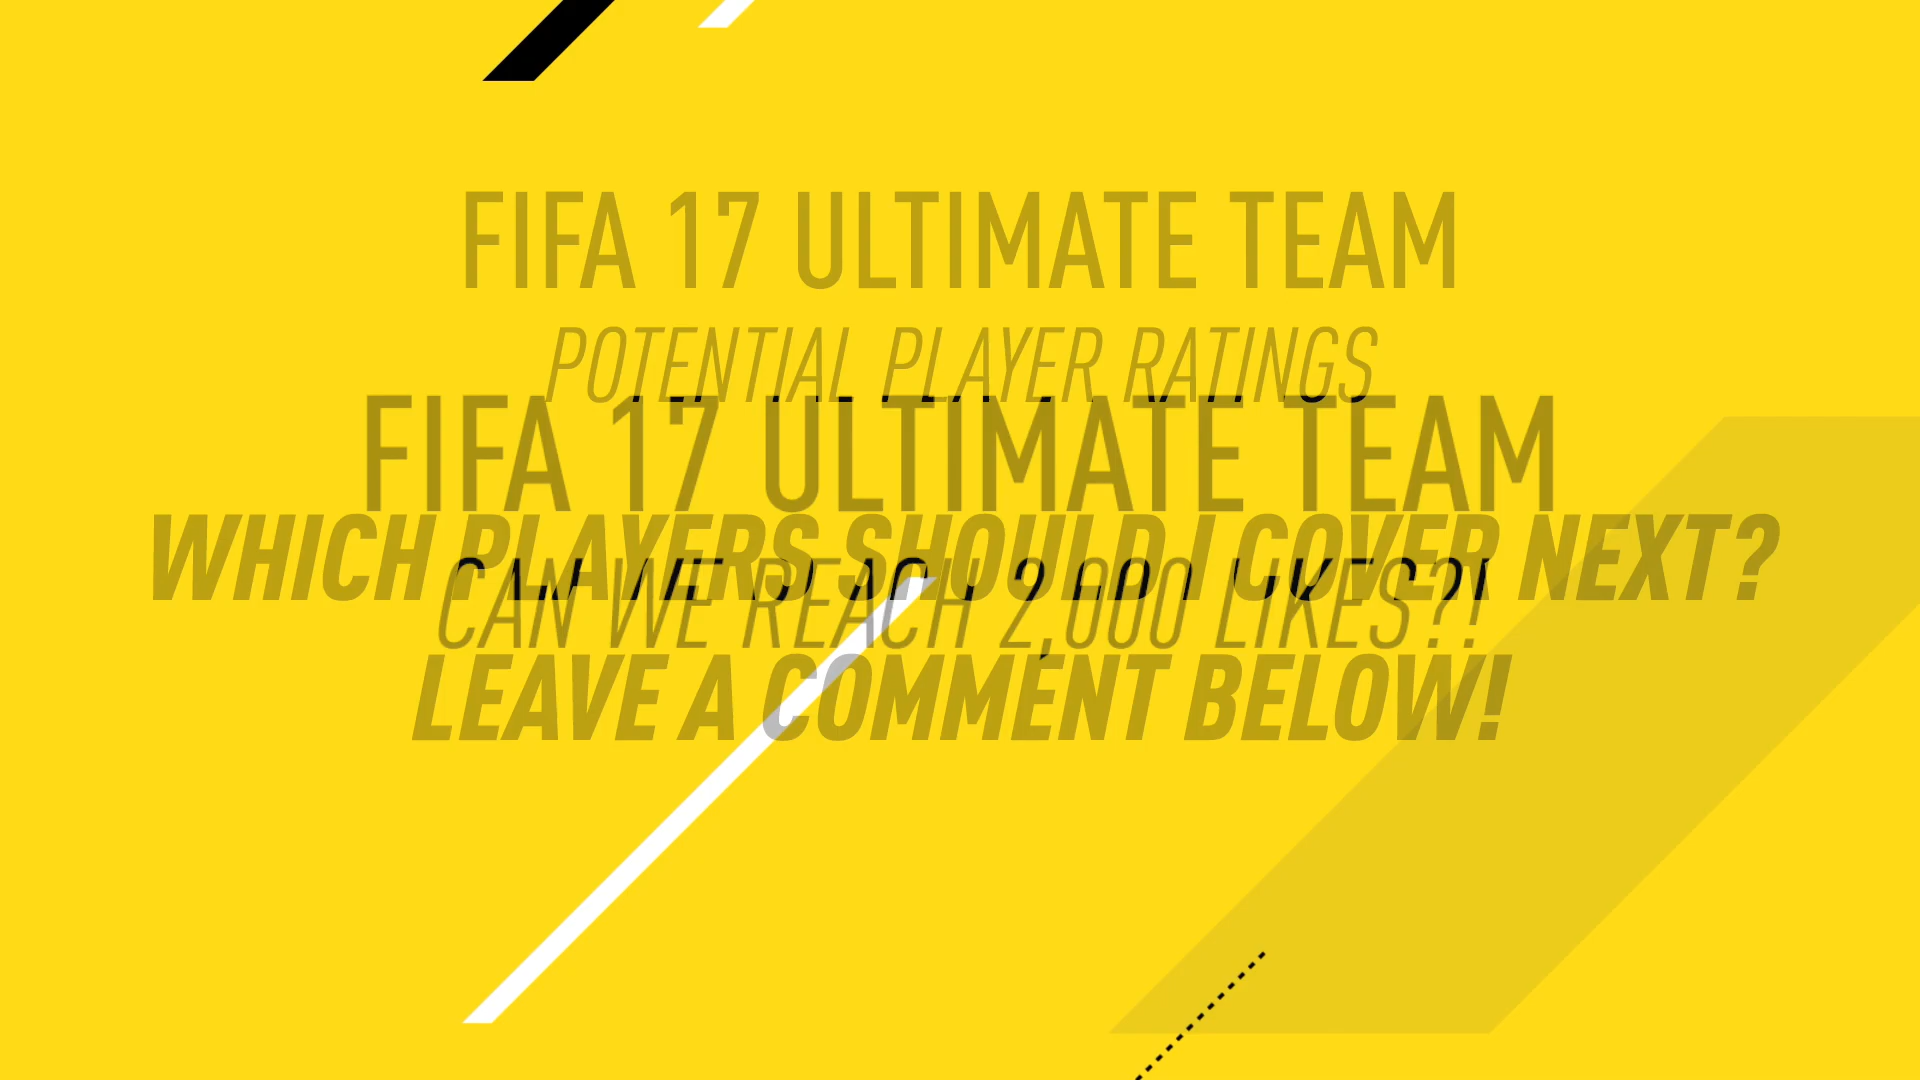 FIFA 17 ULTIMATE TEAM
POTENTIAL PLAYER RATINGS
FIFA 17 ULTIMATE TEAM
WHICH PLAYERS SHOULD I COVER NEXT?
CAN WE REACH 2,000 LIKES?!
LEAVE A COMMENT BELOW!